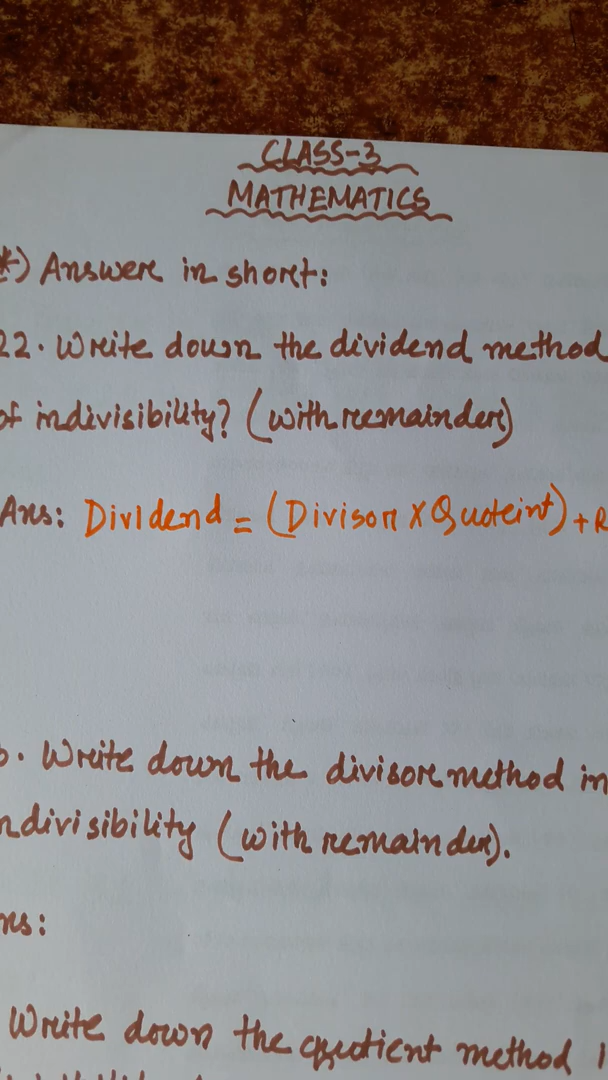 CLASS-3
MATHEMATICS
*) Answere in short:
22. Write down the dividend method
of indivisibility? (with remainder)
Ans: Dividend = (Divisor X Quoteint) + R
. Write down the divisore method in
ndivisibility (with remainder).
ns:
Write down the quotient method i